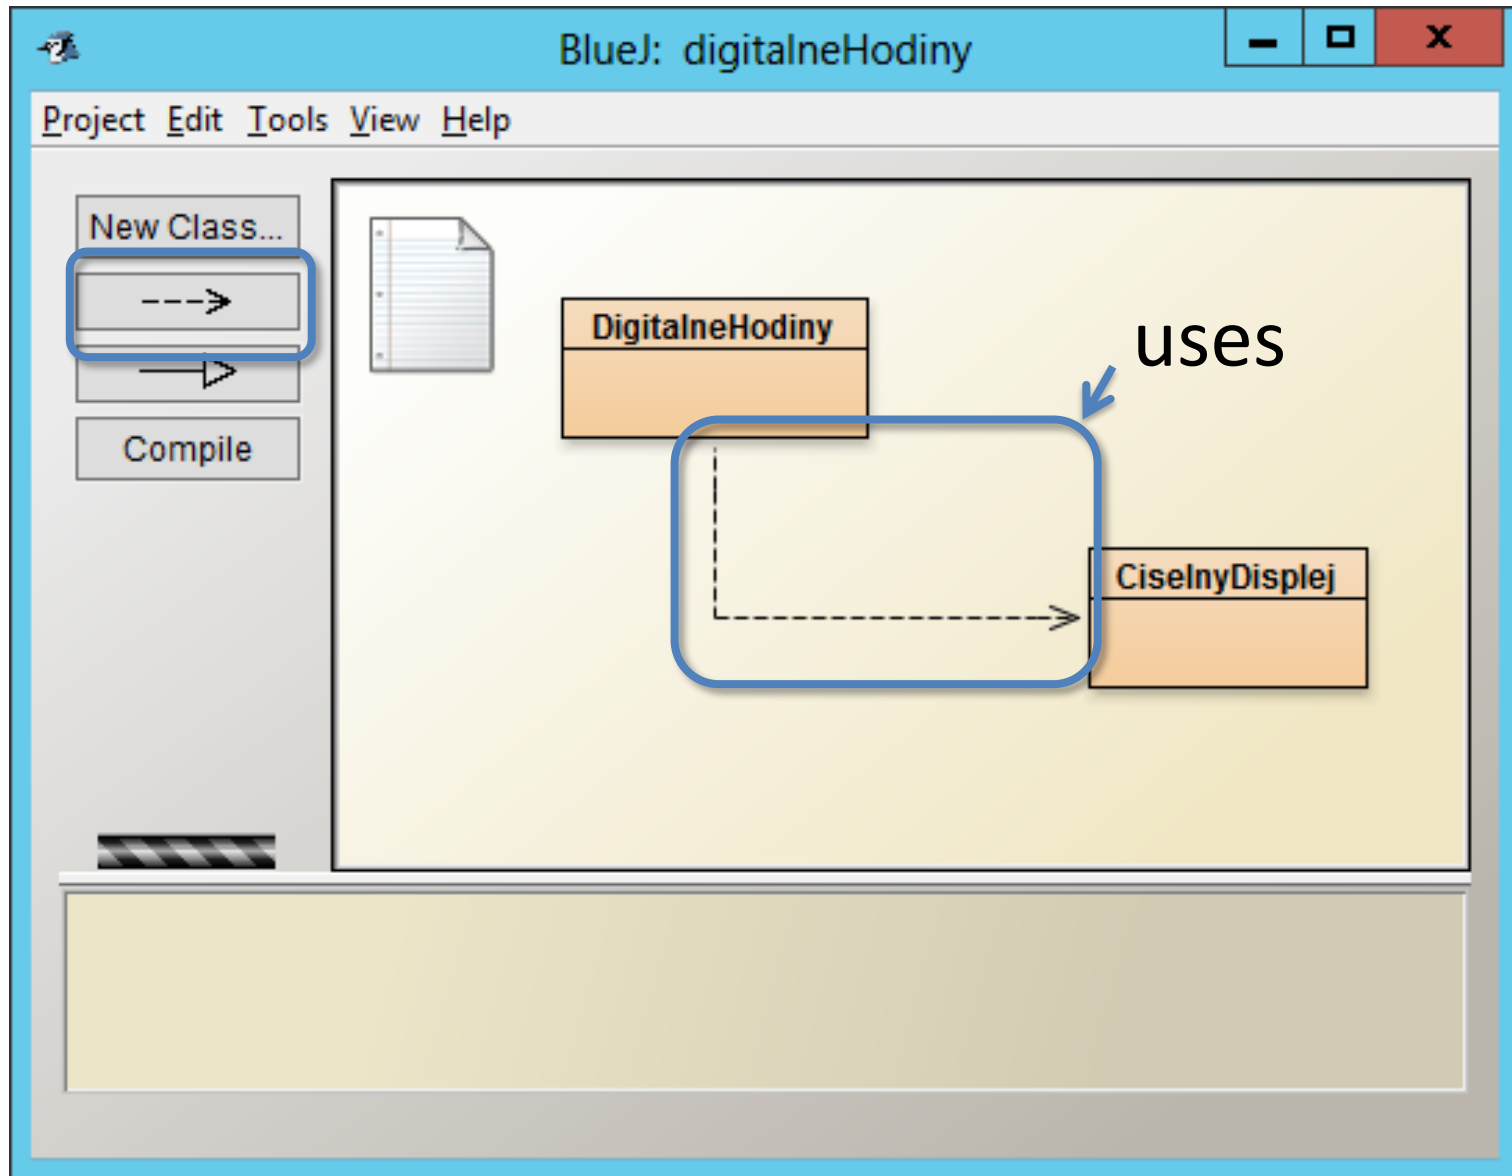 BlueJ: digitalneHodiny
Project Edit Tools View Help
New Class...
Compile
DigitalneHodiny
uses
CiselnyDisplej